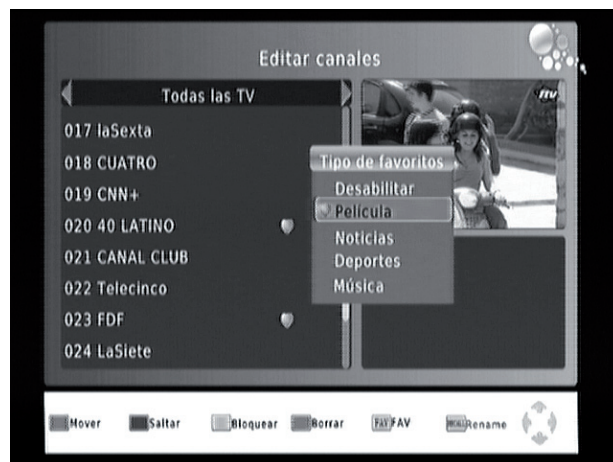 Editar canales
Todas las TV
017 laSexta
018 CUATRO
019 CNN+
020 40 LATINO
021 CANAL CLUB
022 Telecinco
023 FDF
024 LaSiete
Tipo de favoritos
Desabilitar
Película
Noticias
Deportes
Música
Mover
Saltar
Bloquear
Borrar
FAV FAV
Rename